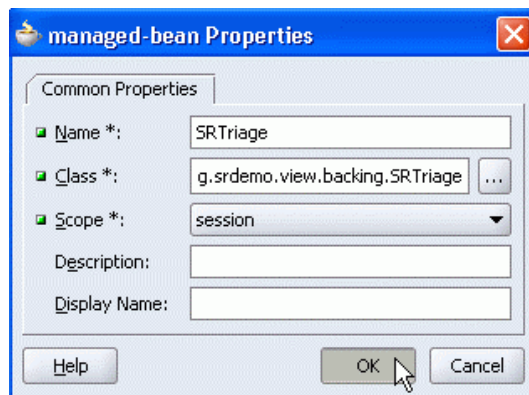 managed-bean Properties
Common Properties
Name *: SRTriage
Class *: g.srdemo.view.backing.SRTriage ...
Scope *: session
Description:
Display Name:
Help OK Cancel